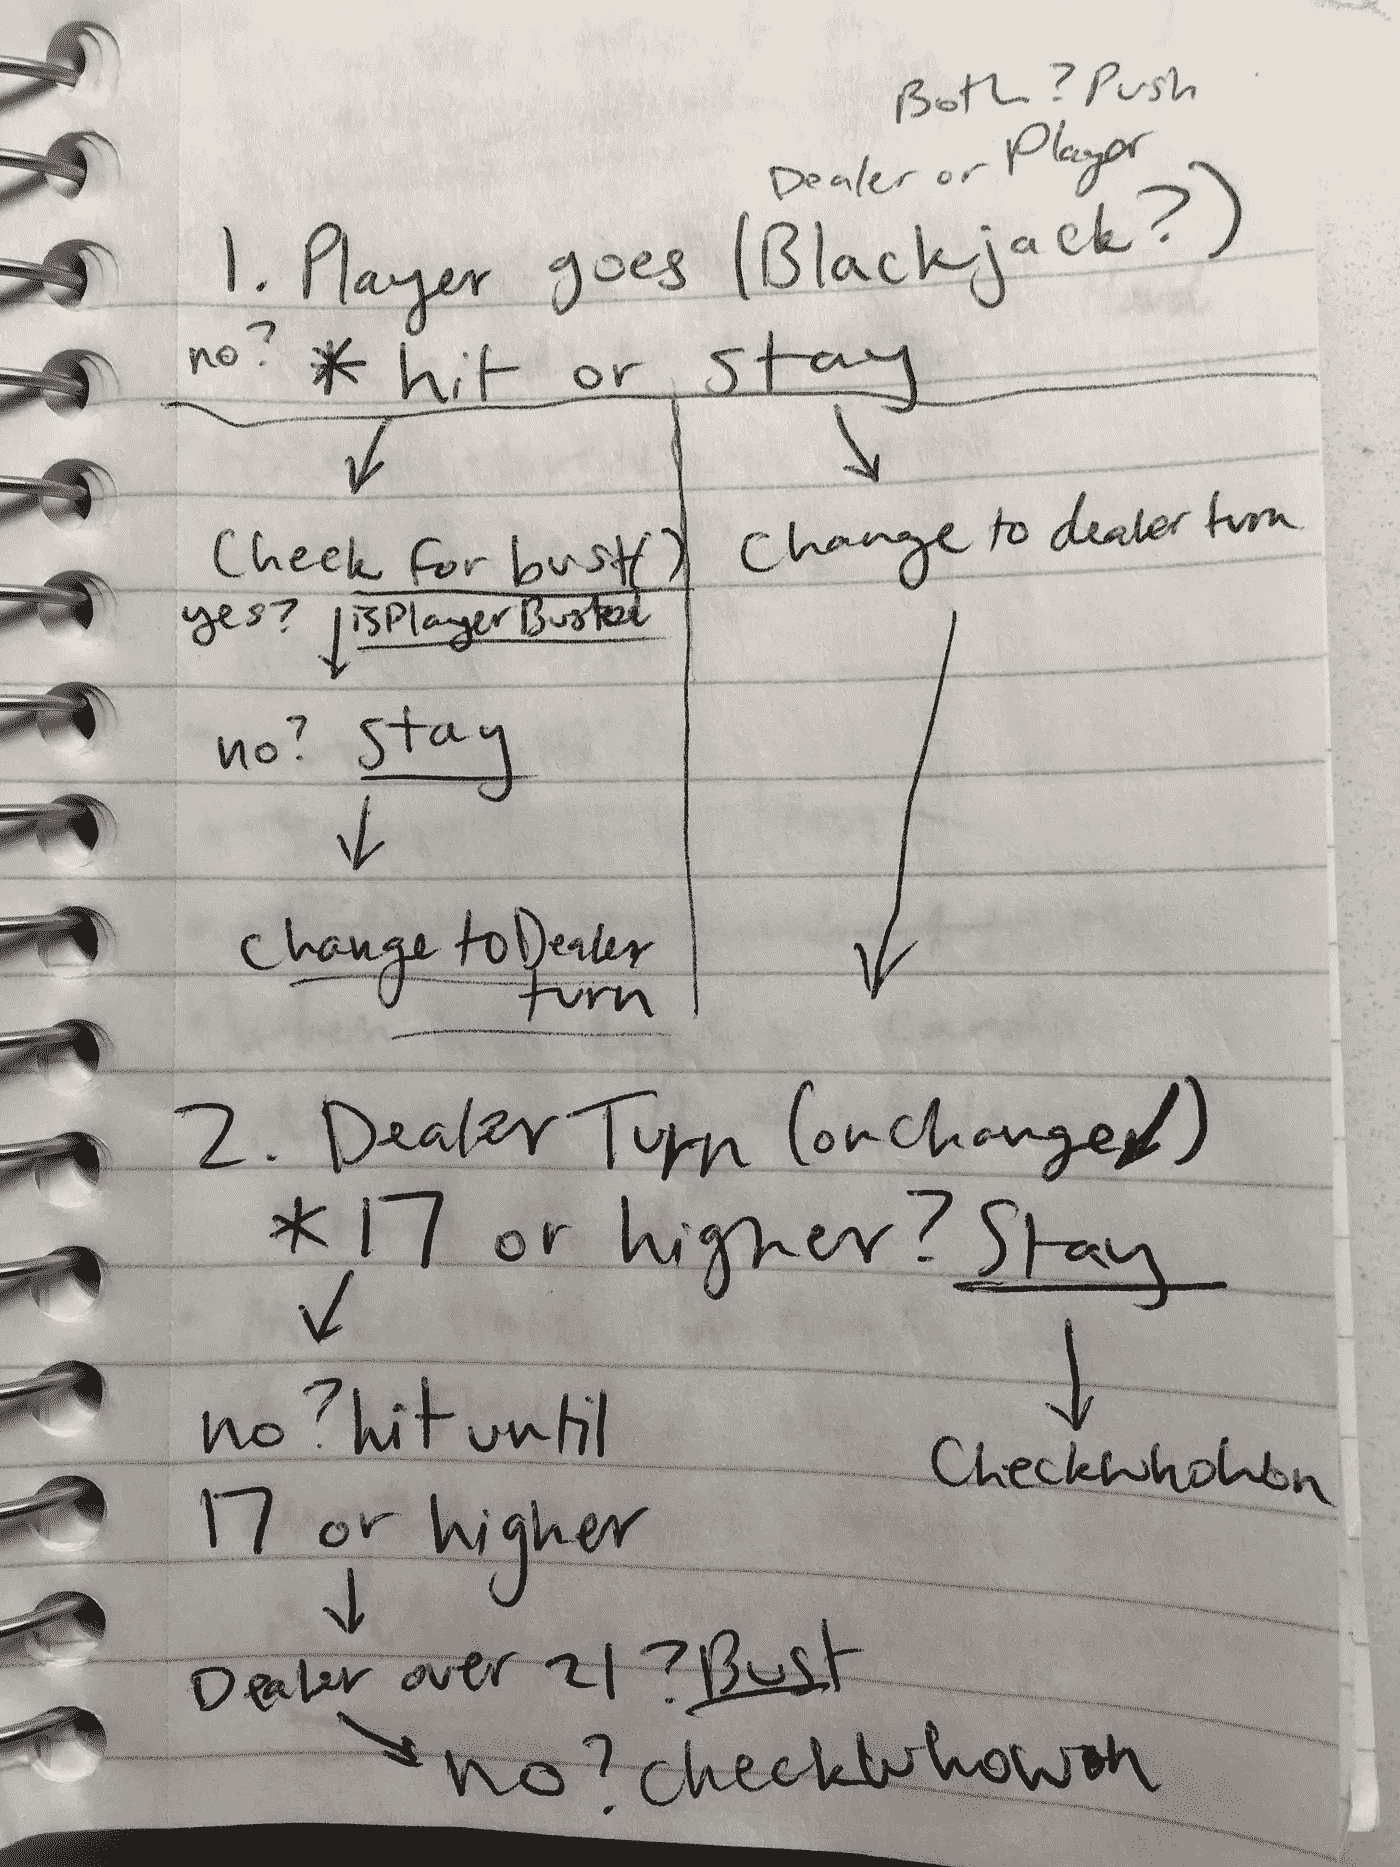 Both? Push
Dealer or Player
1. Player goes (Blackjack?)
no? * hit or stay
Check for bust()
yes? isPlayerBusted
no? stay
change to Dealer
turn
Change to dealer turn
2. Dealer Turn (onchange)
* 17 or higher? Stay
no? hit until
17 or higher
Checkwhowon
Dealer over 21? Bust
no? checkwhowon